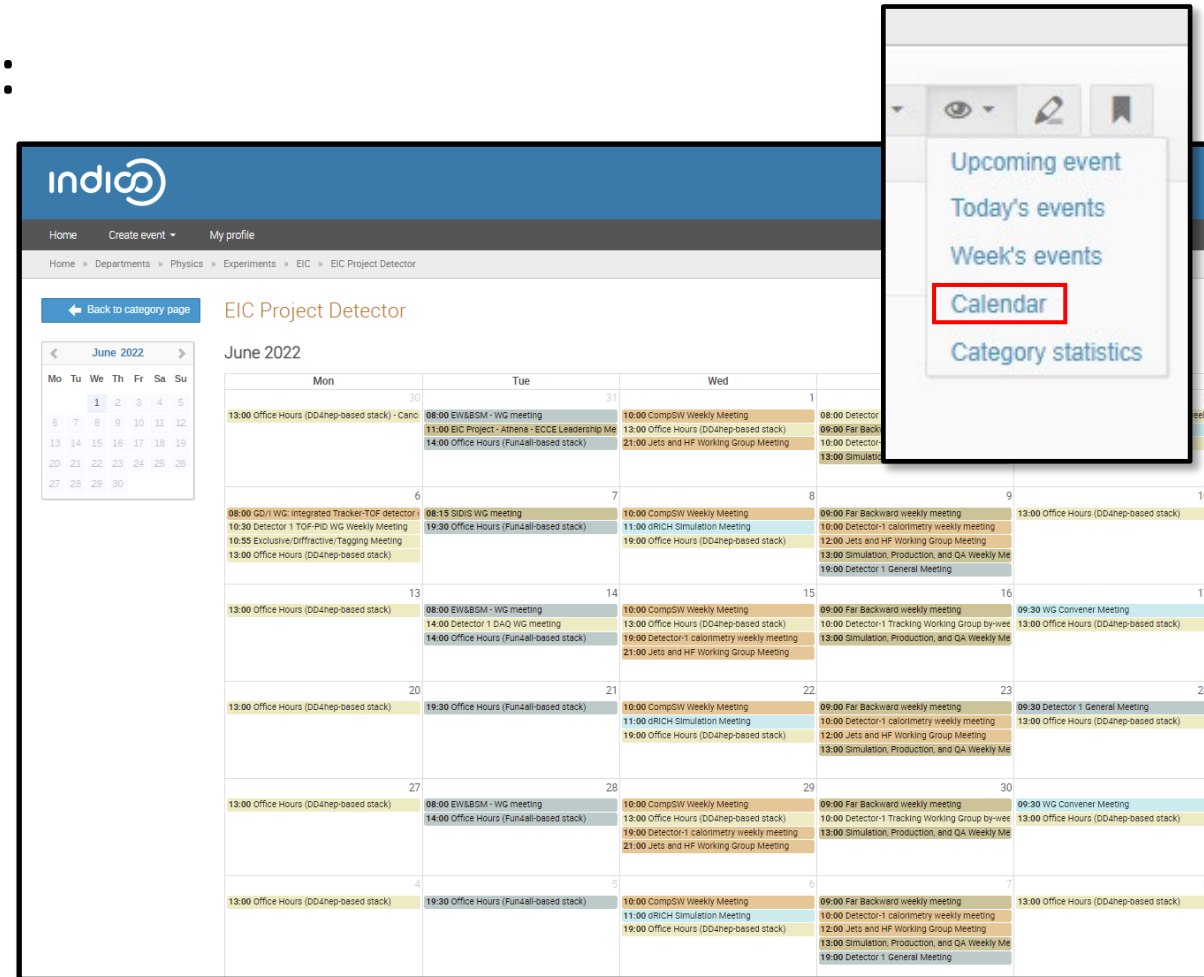 :
Upcoming event
Today's events
Week's events
Calendar
Category statistics
indico
Home Create event My profile
Home » Departments » Physics » Experiments » EIC » EIC Project Detector
Back to category page
EIC Project Detector
June 2022
Mo Tu We Th Fr Sa Su
1 2 3 4 5
6 7 8 9 10 11 12
13 14 15 16 17 18 19
20 21 22 23 24 25 26
27 28 29 30
June 2022
Mon Tue Wed
30 31 1
13:00 Office Hours (DD4hep-based stack) - Canc
08:00 EW&BSM - WG meeting
11:00 EIC Project - Athena - ECCE Leadership Me
14:00 Office Hours (Fun4all-based stack)
10:00 CompSW Weekly Meeting
13:00 Office Hours (DD4hep-based stack)
21:00 Jets and HF Working Group Meeting
08:00 Detector
09:00 Far Backw
10:00 Detector-
13:00 Simulatio
6 7 8 9
08:00 GD/I WG: Integrated Tracker-TOF detector
10:30 Detector 1 TOF-PID WG Weekly Meeting
10:55 Exclusive/Diffractive/Tagging Meeting
13:00 Office Hours (DD4hep-based stack)
08:15 SIDIS WG meeting
19:30 Office Hours (Fun4all-based stack)
10:00 CompSW Weekly Meeting
11:00 dRICH Simulation Meeting
19:00 Office Hours (DD4hep-based stack)
09:00 Far Backward weekly meeting
10:00 Detector-1 calorimetry weekly meeting
12:00 Jets and HF Working Group Meeting
13:00 Simulation, Production, and QA Weekly Me
19:00 Detector 1 General Meeting
13:00 Office Hours (DD4hep-based stack)
13 14 15 16
13:00 Office Hours (DD4hep-based stack)
08:00 EW&BSM - WG meeting
14:00 Detector 1 DAQ WG meeting
14:00 Office Hours (Fun4all-based stack)
10:00 CompSW Weekly Meeting
13:00 Office Hours (DD4hep-based stack)
19:00 Detector-1 calorimetry weekly meeting
21:00 Jets and HF Working Group Meeting
09:00 Far Backward weekly meeting
10:00 Detector-1 Tracking Working Group by-wee
13:00 Simulation, Production, and QA Weekly Me
09:30 WG Convener Meeting
13:00 Office Hours (DD4hep-based stack)
20 21 22 23
13:00 Office Hours (DD4hep-based stack)
19:30 Office Hours (Fun4all-based stack)
10:00 CompSW Weekly Meeting
11:00 dRICH Simulation Meeting
19:00 Office Hours (DD4hep-based stack)
09:00 Far Backward weekly meeting
10:00 Detector-1 calorimetry weekly meeting
12:00 Jets and HF Working Group Meeting
13:00 Simulation, Production, and QA Weekly Me
09:30 Detector 1 General Meeting
13:00 Office Hours (DD4hep-based stack)
27 28 29 30
13:00 Office Hours (DD4hep-based stack)
08:00 EW&BSM - WG meeting
14:00 Office Hours (Fun4all-based stack)
10:00 CompSW Weekly Meeting
13:00 Office Hours (DD4hep-based stack)
19:00 Detector-1 calorimetry weekly meeting
21:00 Jets and HF Working Group Meeting
09:00 Far Backward weekly meeting
10:00 Detector-1 Tracking Working Group by-wee
13:00 Simulation, Production, and QA Weekly Me
09:30 WG Convener Meeting
13:00 Office Hours (DD4hep-based stack)
4 5 6 7
13:00 Office Hours (DD4hep-based stack)
19:30 Office Hours (Fun4all-based stack)
10:00 CompSW Weekly Meeting
11:00 dRICH Simulation Meeting
19:00 Office Hours (DD4hep-based stack)
09:00 Far Backward weekly meeting
10:00 Detector-1 calorimetry weekly meeting
12:00 Jets and HF Working Group Meeting
13:00 Simulation, Production, and QA Weekly Me
19:00 Detector 1 General Meeting
13:00 Office Hours (DD4hep-based stack)